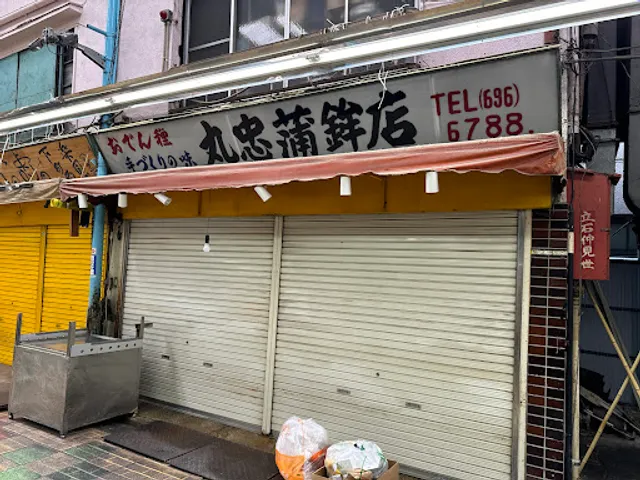 おでん種
手づくりの味
丸忠蒲鉾店
TEL(696)
6788.
立石仲見世